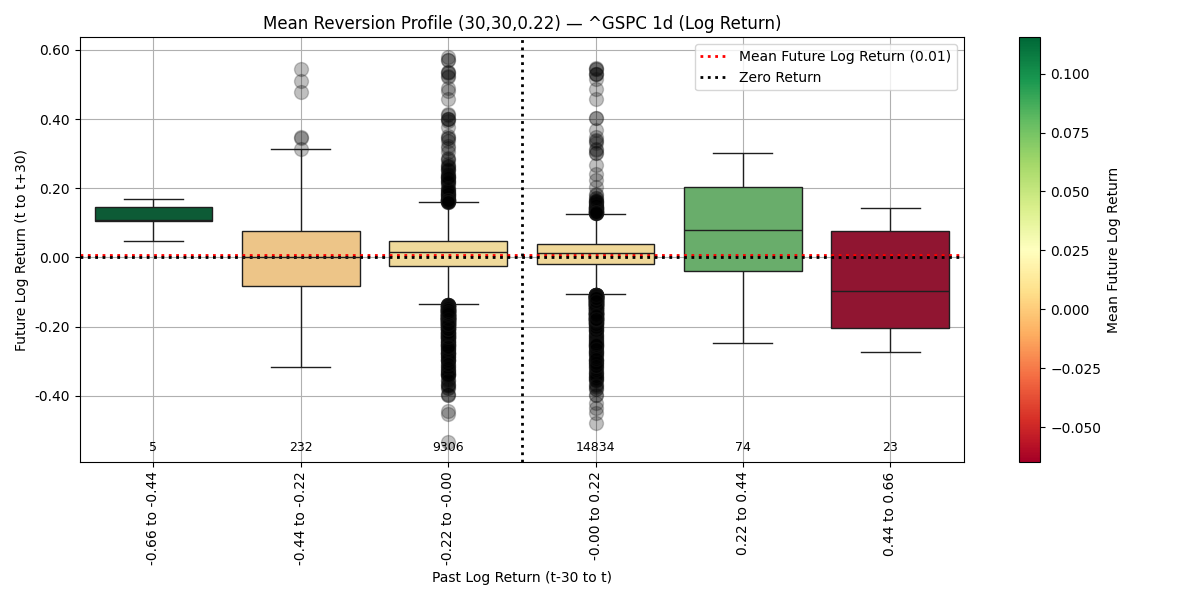 Mean Reversion Profile (30,30,0.22) — ^GSPC 1d (Log Return)
Mean Future Log Return (0.01)
Zero Return
Future Log Return (t to t+30)
0.60
0.40
0.20
0.00
-0.20
-0.40
5
232
9306
14834
74
23
-0.66 to -0.44
-0.44 to -0.22
-0.22 to -0.00
-0.00 to 0.22
0.22 to 0.44
0.44 to 0.66
Past Log Return (t-30 to t)
0.100
0.075
0.050
0.025
0.000
−0.025
−0.050
Mean Future Log Return